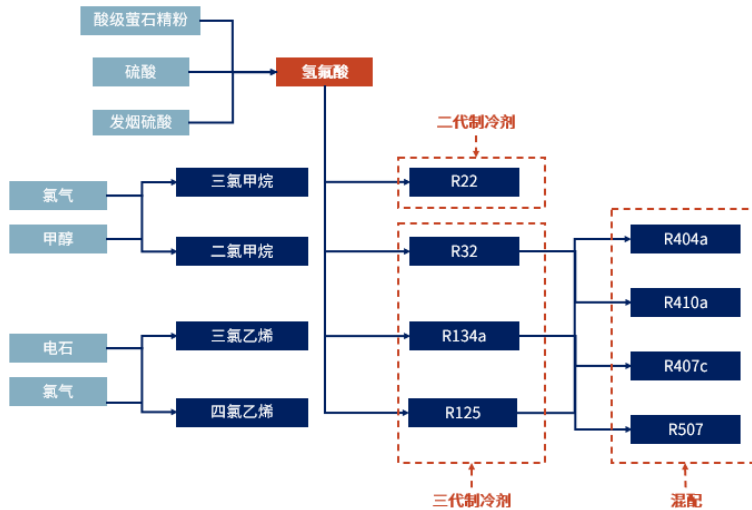 酸级萤石精粉
硫酸
氢氟酸
发烟硫酸
二代制冷剂
三氯甲烷
R22
氯气
甲醇
二氯甲烷
R32
R404a
R410a
电石
三氯乙烯
R134a
R407c
氯气
四氯乙烯
R125
R507
三代制冷剂
混配